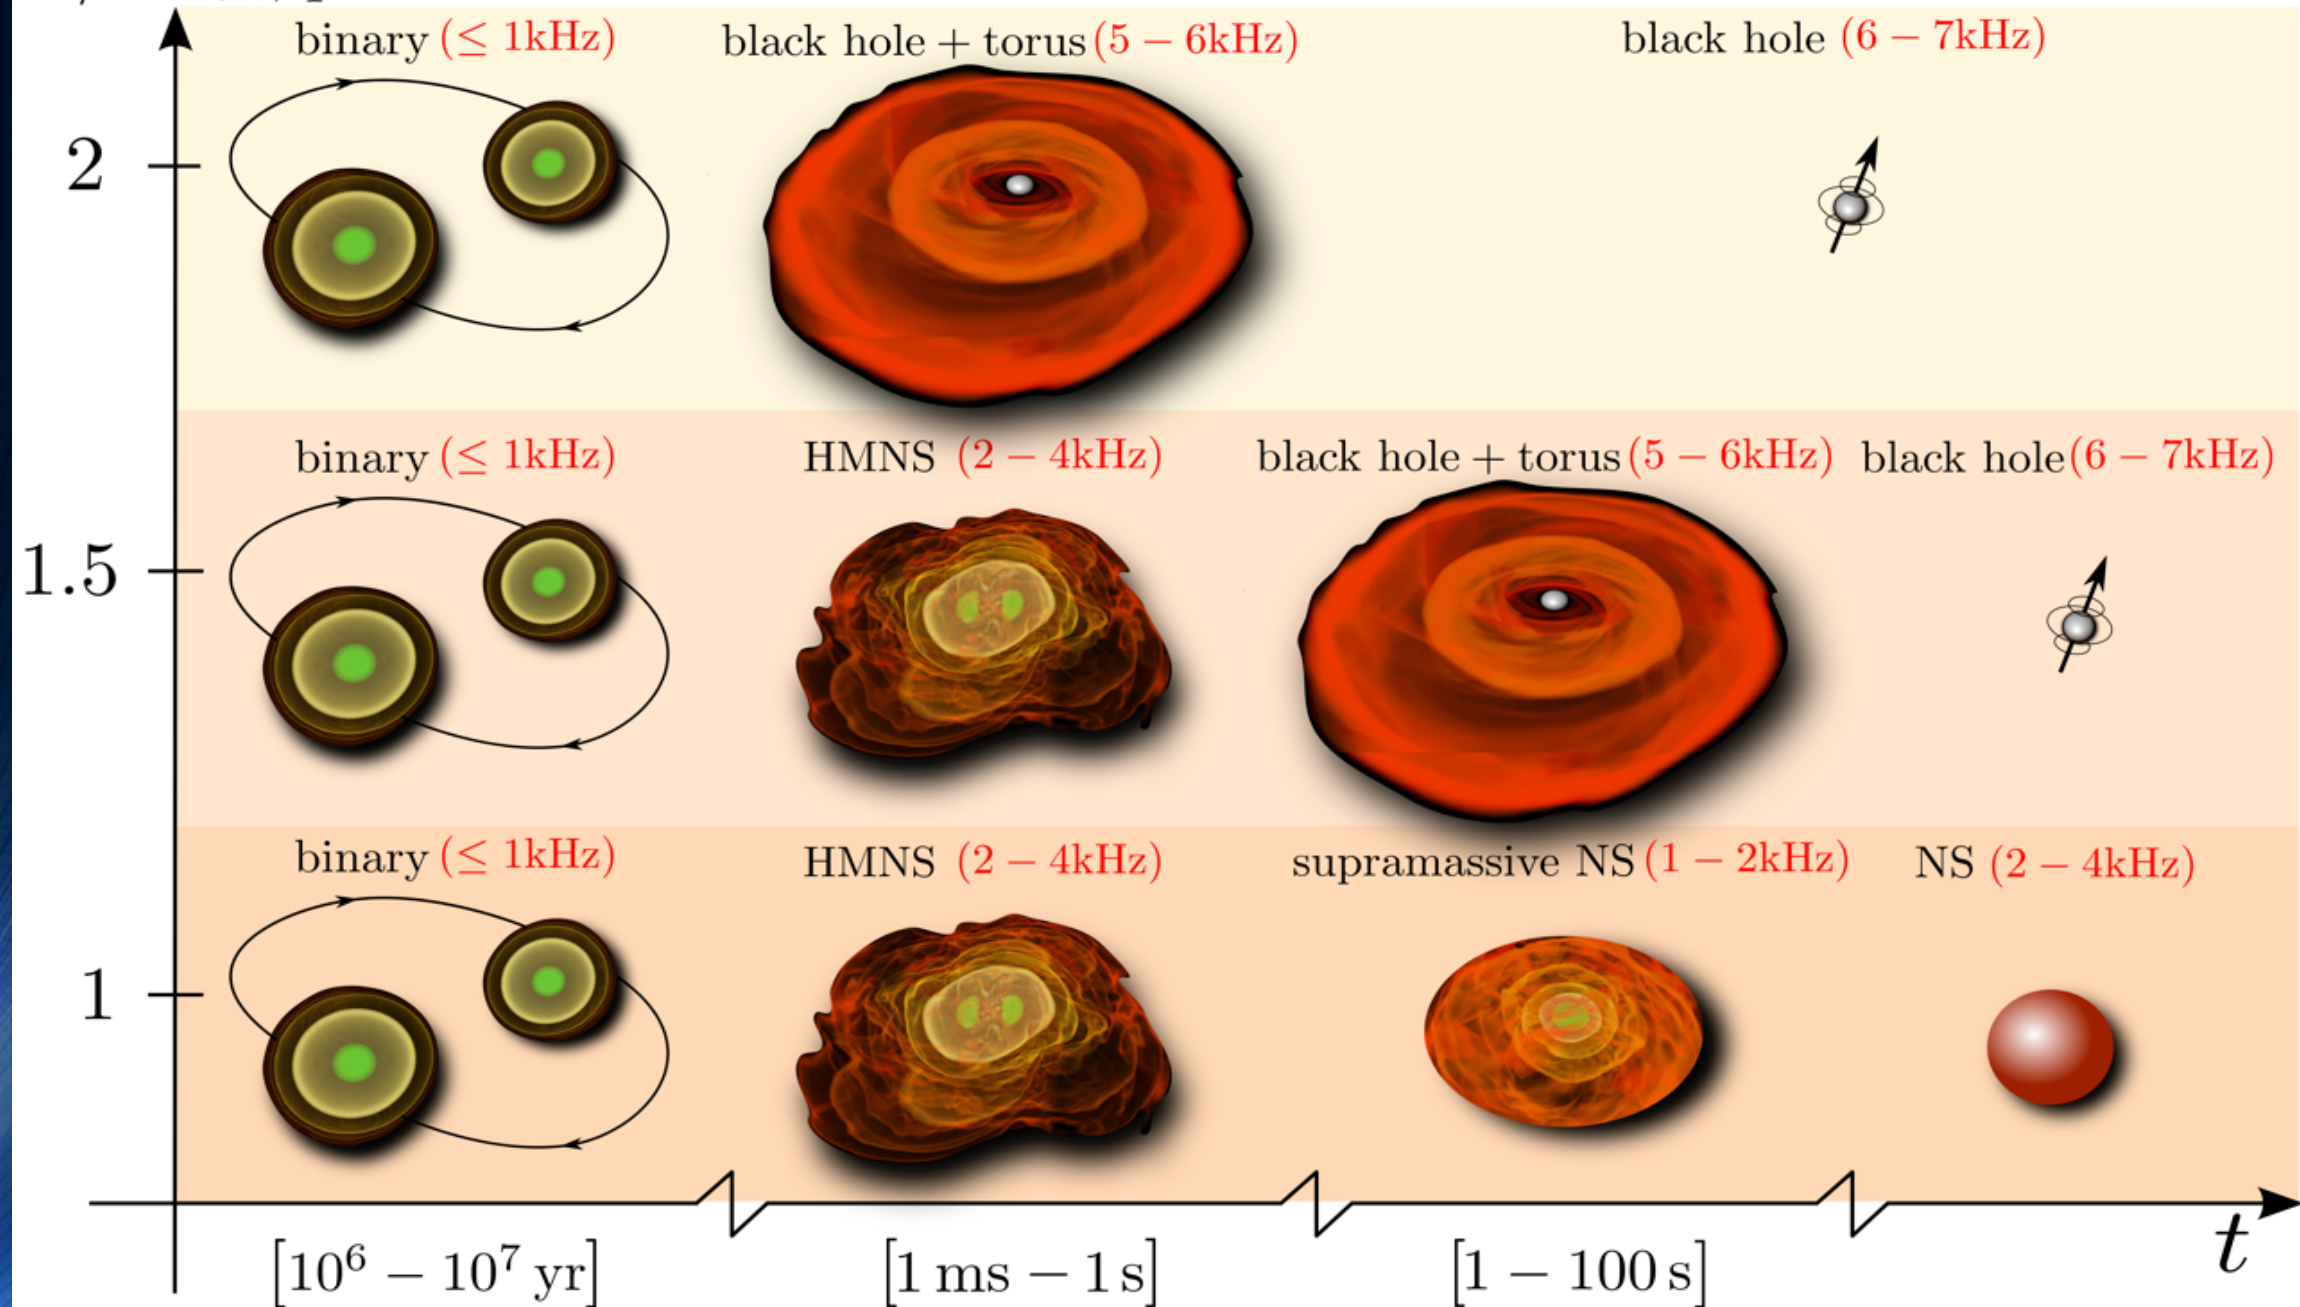 binary (≤ 1kHz) black hole + torus (5 − 6kHz) black hole (6 − 7kHz)
2
binary (≤ 1kHz) HMNS (2 − 4kHz) black hole + torus (5 − 6kHz) black hole (6 − 7kHz)
1.5
binary (≤ 1kHz) HMNS (2 − 4kHz) supramassive NS (1 − 2kHz) NS (2 − 4kHz)
1
[10⁶ − 10⁷ yr] [1 ms − 1 s] [1 − 100 s] t